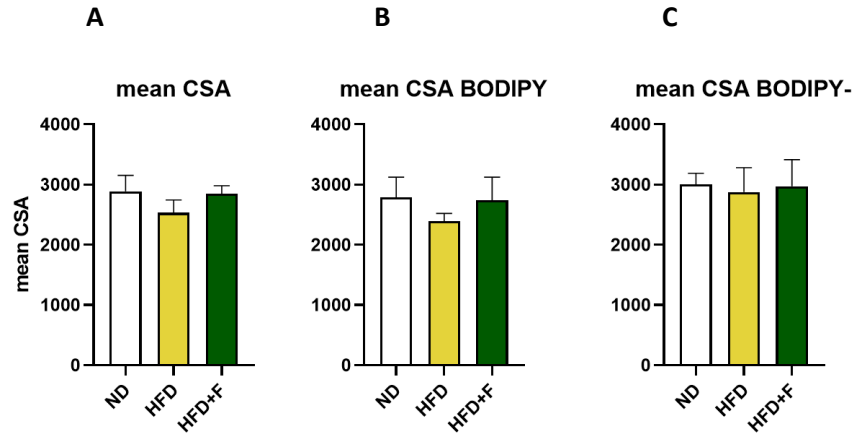 A
B
C
mean CSA
mean CSA BODIPY
mean CSA BODIPY-
mean CSA
4000
3000
2000
1000
0
ND
HFD
HFD+F
4000
3000
2000
1000
0
ND
HFD
HFD+F
4000
3000
2000
1000
0
ND
HFD
HFD+F